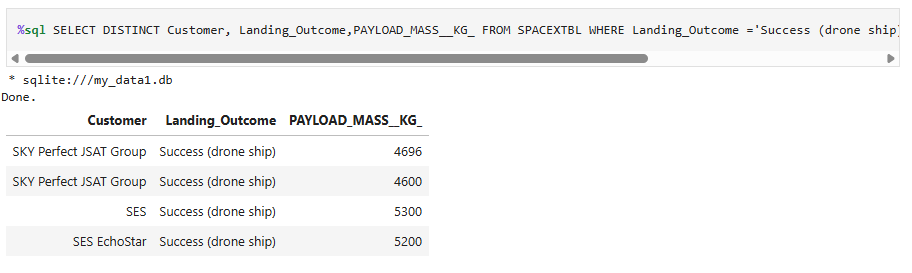 %sql SELECT DISTINCT Customer, Landing_Outcome,PAYLOAD_MASS__KG_ FROM SPACEXTBL WHERE Landing_Outcome ='Success (drone ship)
* sqlite:///my_data1.db
Done.
Customer Landing_Outcome PAYLOAD_MASS__KG_
SKY Perfect JSAT Group Success (drone ship) 4696
SKY Perfect JSAT Group Success (drone ship) 4600
SES Success (drone ship) 5300
SES EchoStar Success (drone ship) 5200